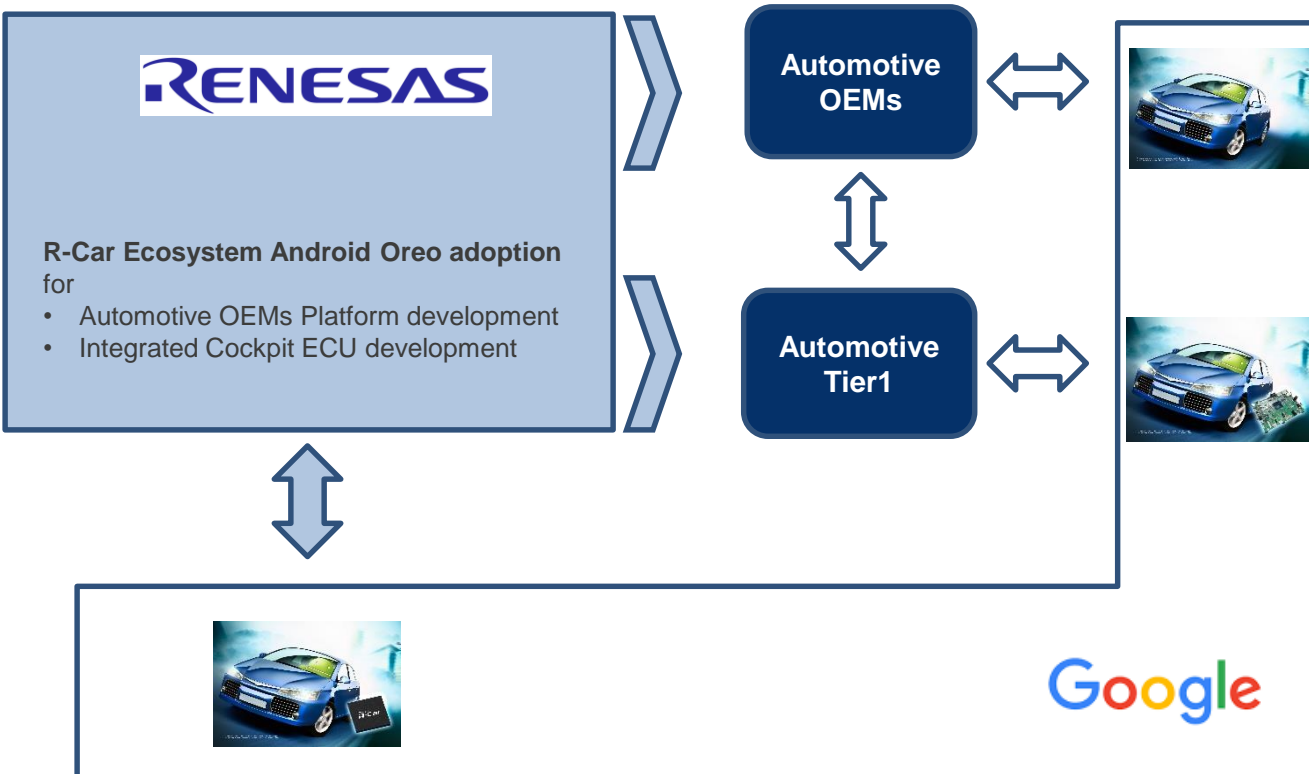 RENESAS
Automotive
OEMs
R-Car Ecosystem Android Oreo adoption
for
• Automotive OEMs Platform development
• Integrated Cockpit ECU development
Automotive
Tier1
R-Car
Google